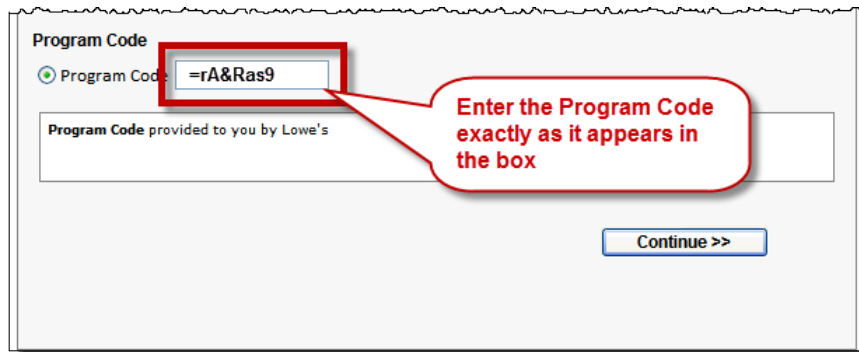 Program Code
Program Code =rA&Ras9
Enter the Program Code
exactly as it appears in
the box
Program Code provided to you by Lowe's
Continue >>